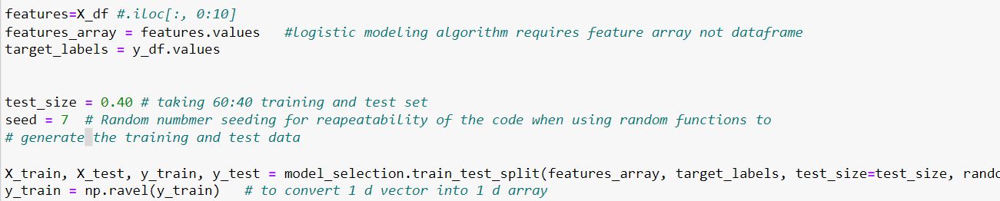 features=X_df #.iloc[:, 0:10]
features_array = features.values   #logistic modeling algorithm requires feature array not dataframe
target_labels = y_df.values
test_size = 0.40 # taking 60:40 training and test set
seed = 7  # Random numbmer seeding for reapeatability of the code when using random functions to
# generate the training and test data
X_train, X_test, y_train, y_test = model_selection.train_test_split(features_array, target_labels, test_size=test_size,
y_train = np.ravel(y_train)   # to convert 1 d vector into 1 d array